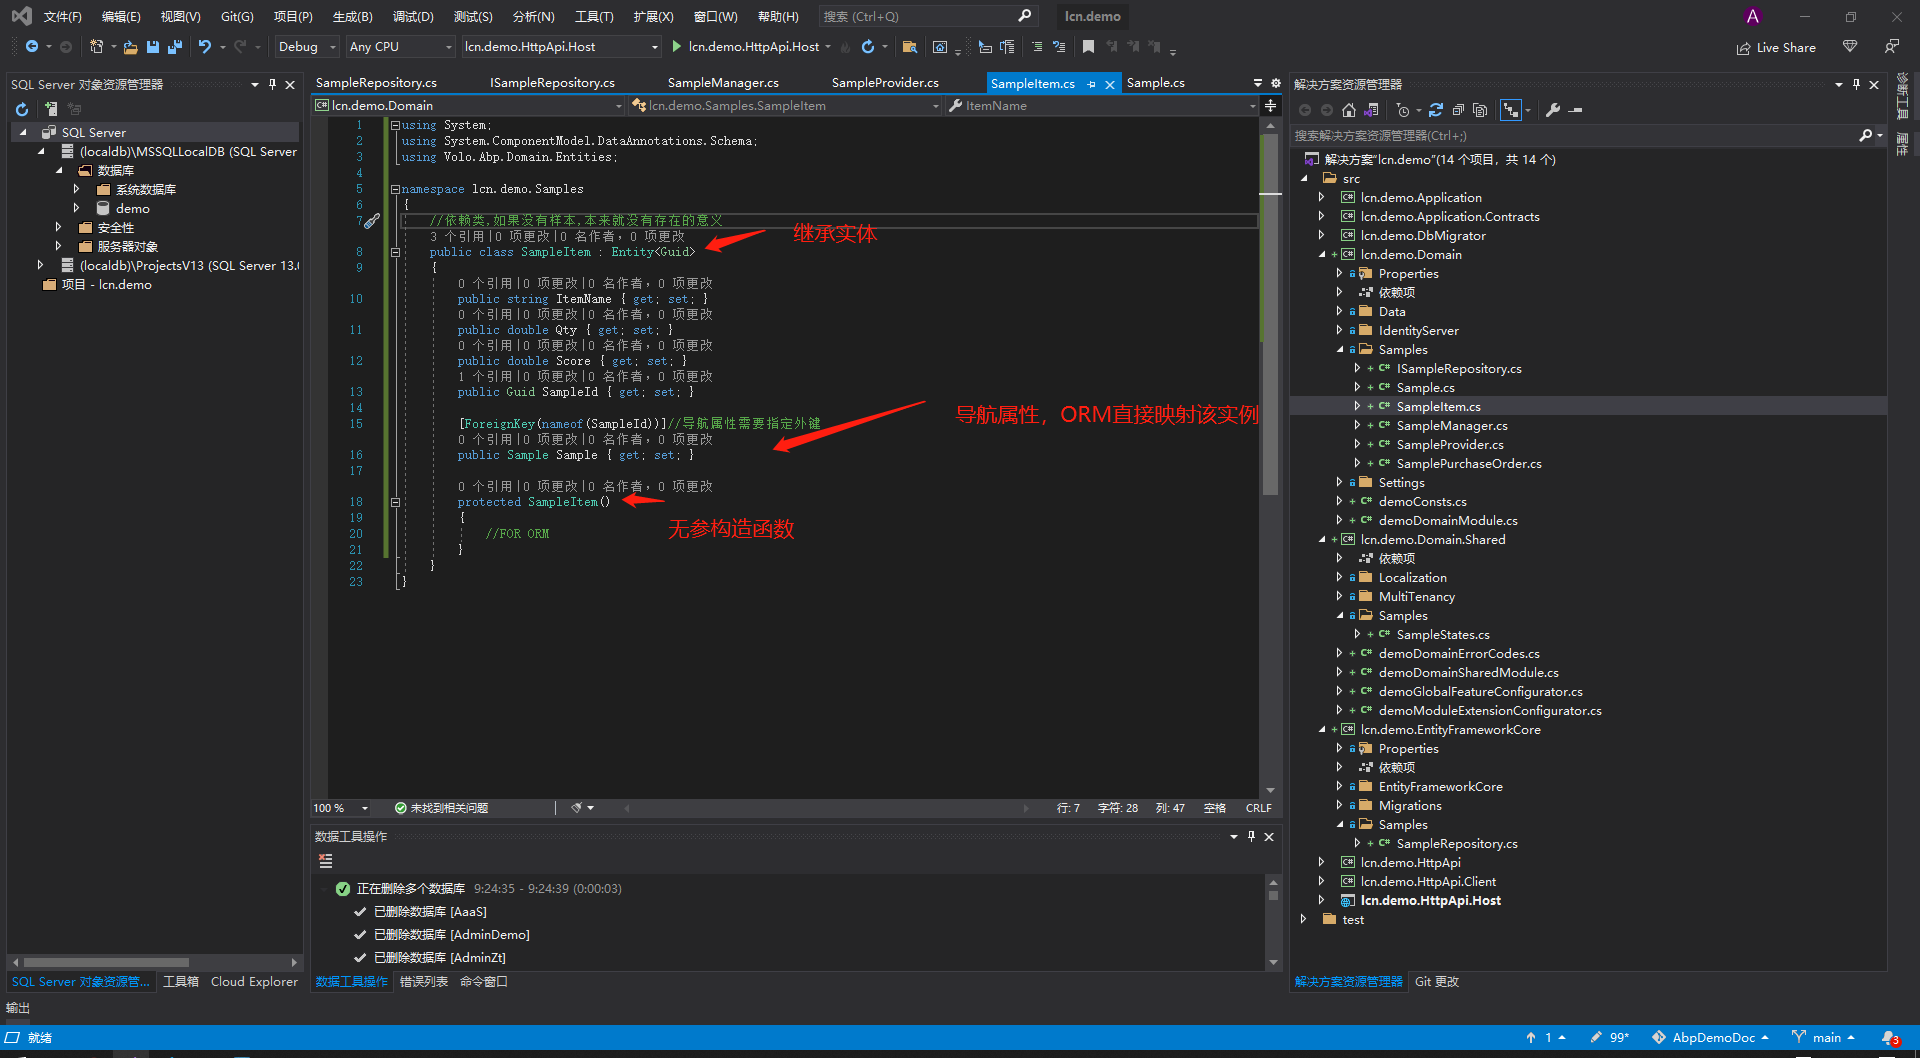 文件(F) 编辑(E) 视图(V) Git(G) 项目(P) 生成(B) 调试(D) 测试(S) 分析(N) 工具(T) 扩展(X) 窗口(W) 帮助(H) 搜索 (Ctrl+Q) lcn.demo A
Debug Any CPU lcn.demo.HttpApi.Host lcn.demo.HttpApi.Host Live Share
SQL Server 对象资源管理器
SQL Server
(localdb)\MSSQLLocalDB (SQL Server
数据库
系统数据库
demo
安全性
服务器对象
(localdb)\ProjectsV13 (SQL Server 13.0
项目 - lcn.demo
SQL Server 对象资源管... 工具箱 Cloud Explorer
SampleRepository.cs ISampleRepository.cs SampleManager.cs SampleProvider.cs SampleItem.cs Sample.cs
lcn.demo.Domain lcn.demo.Samples.SampleItem ItemName
1 using System;
2 using System.ComponentModel.DataAnnotations.Schema;
3 using Volo.Abp.Domain.Entities;
4
5 namespace lcn.demo.Samples
6 {
7 //依赖类,如果没有样本,本来就没有存在的意义
3 个引用|0 项更改|0 名作者, 0 项更改
8 public class SampleItem : Entity<Guid>
继承实体
9 {
0 个引用|0 项更改|0 名作者, 0 项更改
10 public string ItemName { get; set; }
0 个引用|0 项更改|0 名作者, 0 项更改
11 public double Qty { get; set; }
0 个引用|0 项更改|0 名作者, 0 项更改
12 public double Score { get; set; }
1 个引用|0 项更改|0 名作者, 0 项更改
13 public Guid SampleId { get; set; }
14
15 [ForeignKey(nameof(SampleId))]//导航属性需要指定外键
导航属性，ORM直接映射该实例
0 个引用|0 项更改|0 名作者, 0 项更改
16 public Sample Sample { get; set; }
17
0 个引用|0 项更改|0 名作者, 0 项更改
18 protected SampleItem()
无参构造函数
19 {
20 //FOR ORM
21 }
22 }
23 }
100 % 未找到相关问题 行: 7 字符: 28 列: 47 空格 CRLF
数据工具操作
正在删除多个数据库 9:24:35 - 9:24:39 (0:00:03)
已删除数据库 [AaaS]
已删除数据库 [AdminDemo]
已删除数据库 [AdminZt]
数据工具操作 错误列表 命令窗口
解决方案资源管理器
搜索解决方案资源管理器(Ctrl+;)
解决方案"lcn.demo"(14 个项目，共 14 个)
src
lcn.demo.Application
lcn.demo.Application.Contracts
lcn.demo.DbMigrator
lcn.demo.Domain
Properties
依赖项
Data
IdentityServer
Samples
ISampleRepository.cs
Sample.cs
SampleItem.cs
SampleManager.cs
SampleProvider.cs
SamplePurchaseOrder.cs
Settings
demoConsts.cs
demoDomainModule.cs
lcn.demo.Domain.Shared
依赖项
Localization
MultiTenancy
Samples
SampleStates.cs
demoDomainErrorCodes.cs
demoDomainSharedModule.cs
demoGlobalFeatureConfigurator.cs
demoModuleExtensionConfigurator.cs
lcn.demo.EntityFrameworkCore
Properties
依赖项
EntityFrameworkCore
Migrations
Samples
SampleRepository.cs
lcn.demo.HttpApi
lcn.demo.HttpApi.Client
lcn.demo.HttpApi.Host
test
解决方案资源管理器 Git 更改
诊断工具
属性
输出
就绪 1 99* AbpDemoDoc main 3